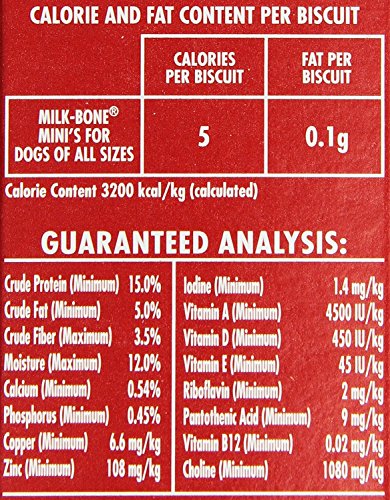 CALORIE AND FAT CONTENT PER BISCUIT
CALORIES PER BISCUIT
FAT PER BISCUIT
MILK-BONE® MINI'S FOR DOGS OF ALL SIZES
5
0.1g
Calorie Content 3200 kcal/kg (calculated)
GUARANTEED ANALYSIS:
Crude Protein (Minimum) 15.0%
Crude Fat (Minimum) 5.0%
Crude Fiber (Maximum) 3.5%
Moisture (Maximum) 12.0%
Calcium (Minimum) 0.54%
Phosphorus (Minimum) 0.45%
Copper (Minimum) 6.6 mg/kg
Zinc (Minimum) 108 mg/kg
Iodine (Minimum) 1.4 mg/kg
Vitamin A (Minimum) 4500 IU/kg
Vitamin D (Minimum) 450 IU/kg
Vitamin E (Minimum) 45 IU/kg
Riboflavin (Minimum) 2 mg/kg
Pantothenic Acid (Minimum) 9 mg/kg
Vitamin B12 (Minimum) 0.02 mg/kg
Choline (Minimum) 1080 mg/kg